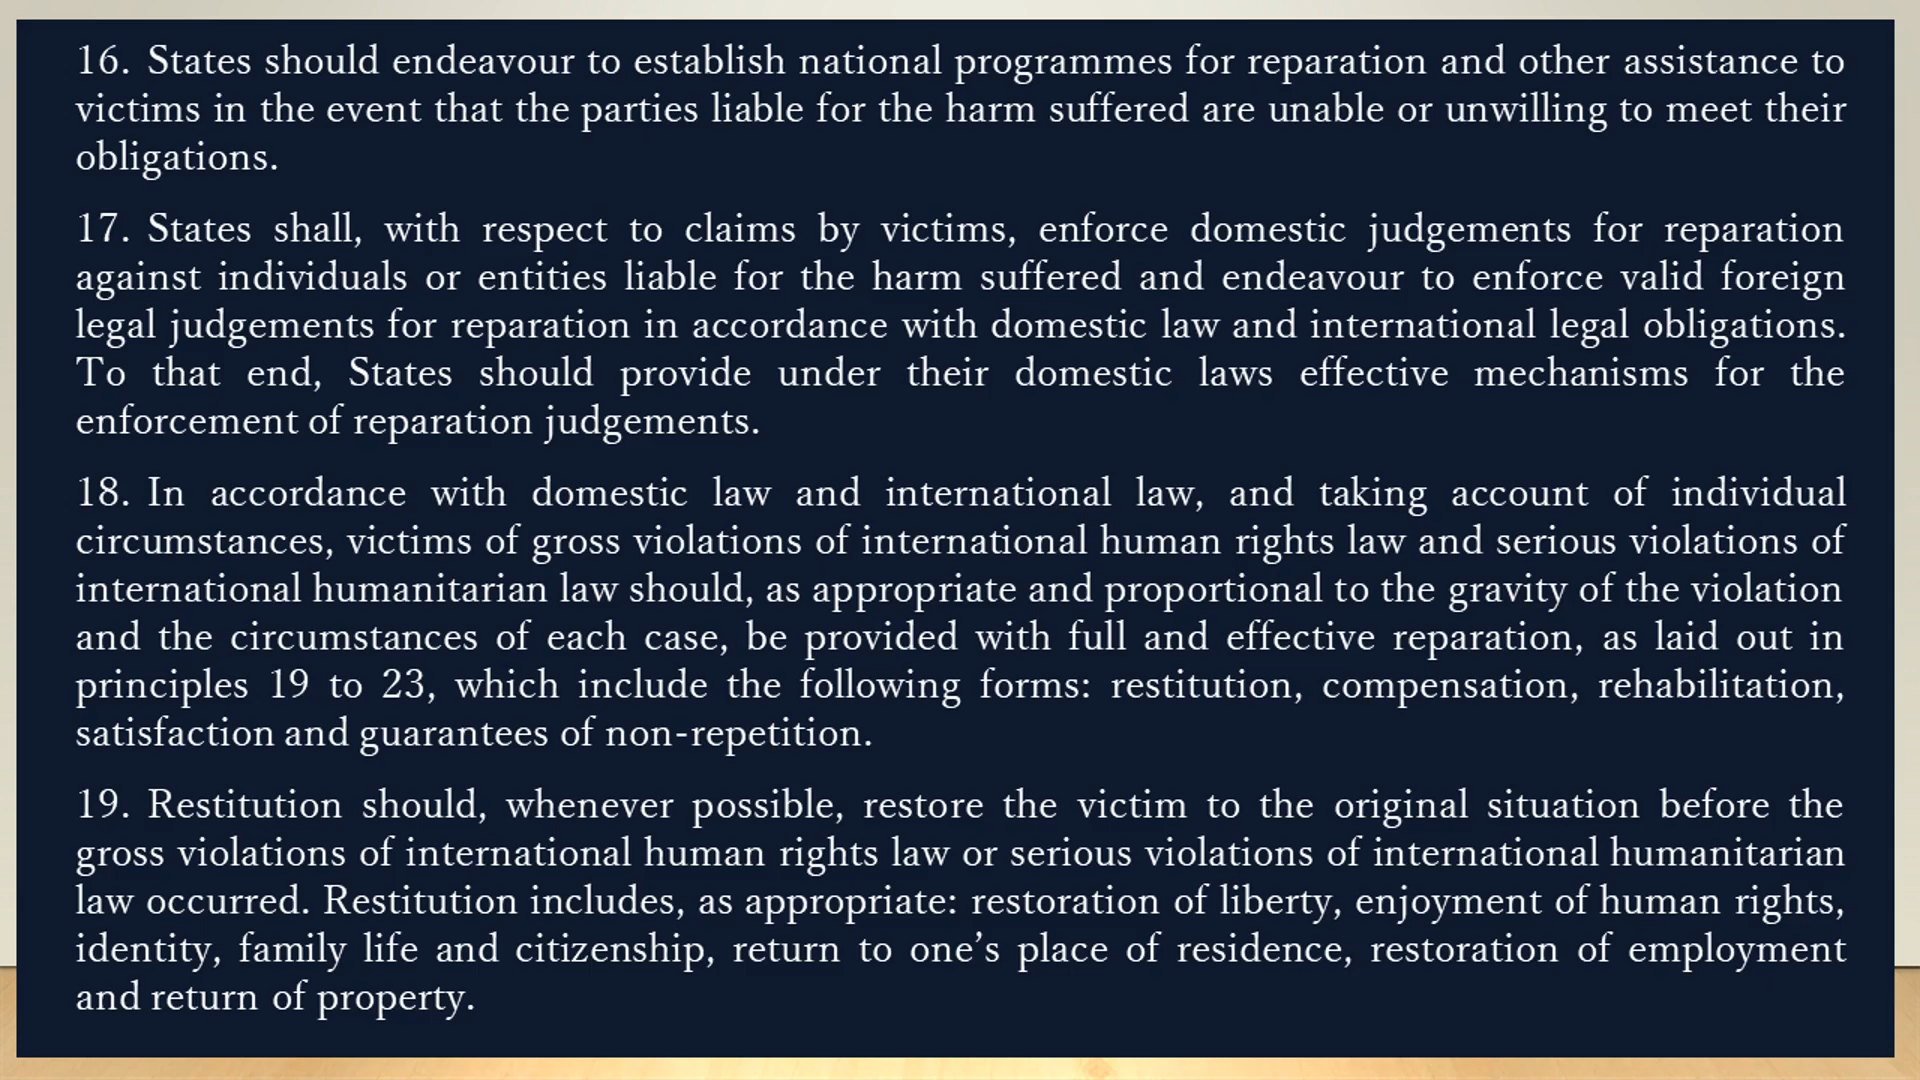 16. States should endeavour to establish national programmes for reparation and other assistance to
victims in the event that the parties liable for the harm suffered are unable or unwilling to meet their
obligations.
17. States shall, with respect to claims by victims, enforce domestic judgements for reparation
against individuals or entities liable for the harm suffered and endeavour to enforce valid foreign
legal judgements for reparation in accordance with domestic law and international legal obligations.
To that end, States should provide under their domestic laws effective mechanisms for the
enforcement of reparation judgements.
18. In accordance with domestic law and international law, and taking account of individual
circumstances, victims of gross violations of international human rights law and serious violations of
international humanitarian law should, as appropriate and proportional to the gravity of the violation
and the circumstances of each case, be provided with full and effective reparation, as laid out in
principles 19 to 23, which include the following forms: restitution, compensation, rehabilitation,
satisfaction and guarantees of non-repetition.
19. Restitution should, whenever possible, restore the victim to the original situation before the
gross violations of international human rights law or serious violations of international humanitarian
law occurred. Restitution includes, as appropriate: restoration of liberty, enjoyment of human rights,
identity, family life and citizenship, return to one’s place of residence, restoration of employment
and return of property.